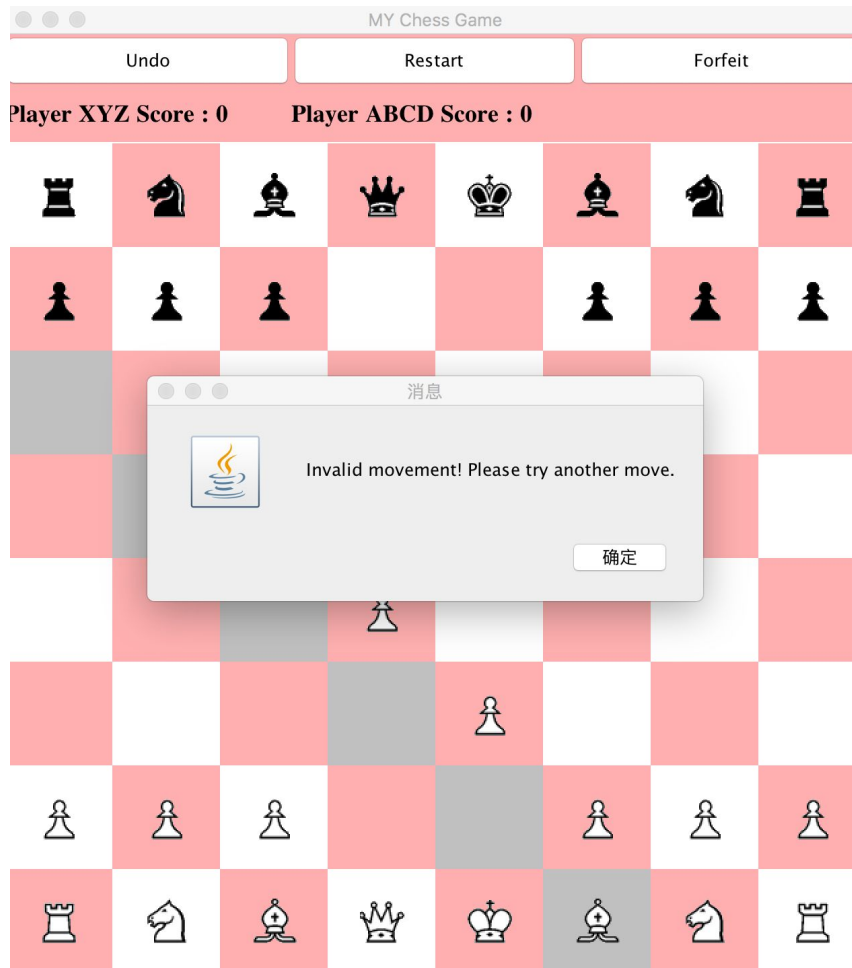 MY Chess Game
Undo Restart Forfeit
Player XYZ Score : 0 Player ABCD Score : 0
消息
Invalid movement! Please try another move.
确定